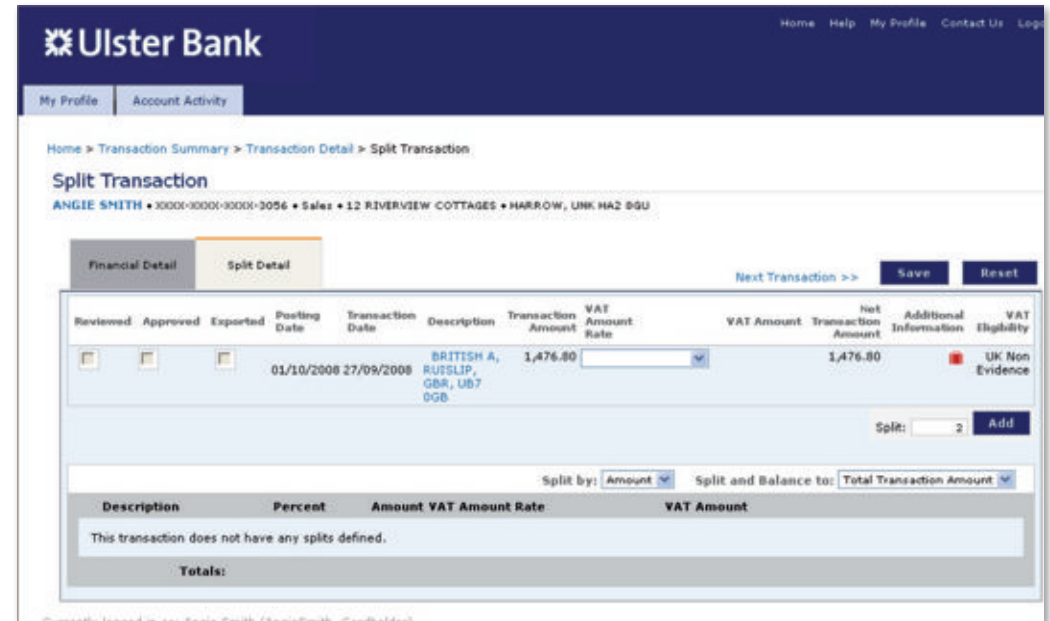 Home Help My Profile Contact Us
Ulster Bank
My Profile Account Activity
Home > Transaction Summary > Transaction Detail > Split Transaction
Split Transaction
ANGIE SMITH • XXXX-XXXX-XXXX-3056 • Sales • 12 RIVERVIEW COTTAGES • HARROW, UNK HA2 0GU
Financial Detail Split Detail
Next Transaction >> Save Reset
Reviewed Approved Exported Posting Date Transaction Date Description Transaction Amount VAT Amount Rate VAT Amount Net Transaction Amount Additional Information VAT Eligibility
01/10/2008 27/09/2008 BRITISH A, RUISLIP, GBR, UB7 0GB 1,476.80 1,476.80 UK Non Evidence
Split: 2 Add
Split by: Amount Split and Balance to: Total Transaction Amount
Description Percent Amount VAT Amount Rate VAT Amount
This transaction does not have any splits defined.
Totals: